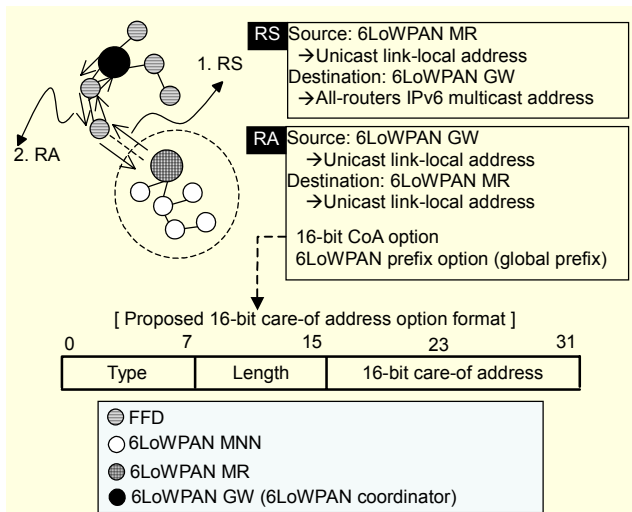 1. RS
2. RA
RS
Source: 6LoWPAN MR
→Unicast link-local address
Destination: 6LoWPAN GW
→All-routers IPv6 multicast address
RA
Source: 6LoWPAN GW
→Unicast link-local address
Destination: 6LoWPAN MR
→Unicast link-local address
16-bit CoA option
6LoWPAN prefix option (global prefix)
[ Proposed 16-bit care-of address option format ]
0 7 15 23 31
Type Length 16-bit care-of address
FFD
6LoWPAN MNN
6LoWPAN MR
6LoWPAN GW (6LoWPAN coordinator)